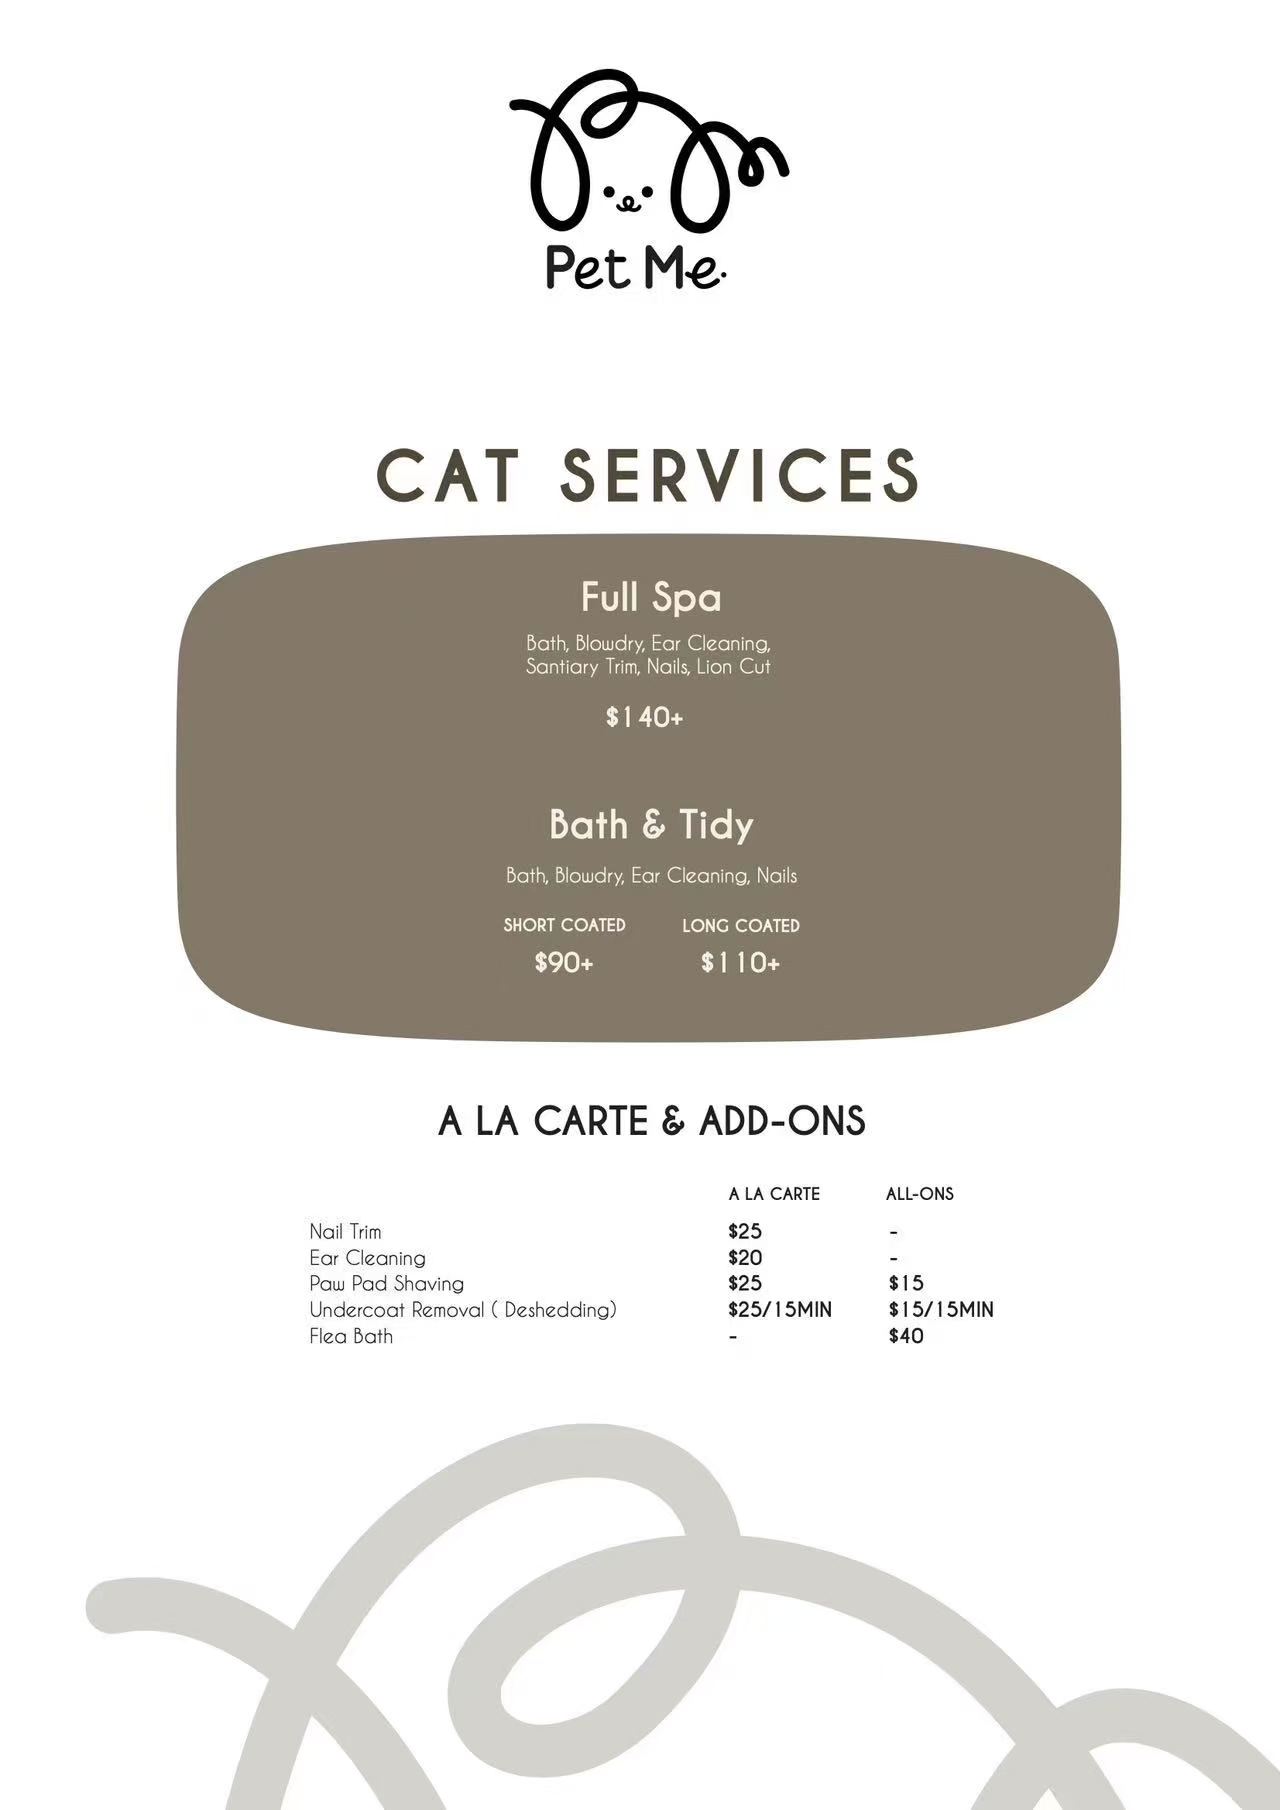 Pet Me.
CAT SERVICES
Full Spa
Bath, Blowdry, Ear Cleaning,
Santiary Trim, Nails, Lion Cut
$140+
Bath & Tidy
Bath, Blowdry, Ear Cleaning, Nails
SHORT COATED LONG COATED
$90+ $110+
A LA CARTE & ADD-ONS
A LA CARTE ALL-ONS
Nail Trim $25 -
Ear Cleaning $20 -
Paw Pad Shaving $25 $15
Undercoat Removal ( Deshedding) $25/15MIN $15/15MIN
Flea Bath - $40